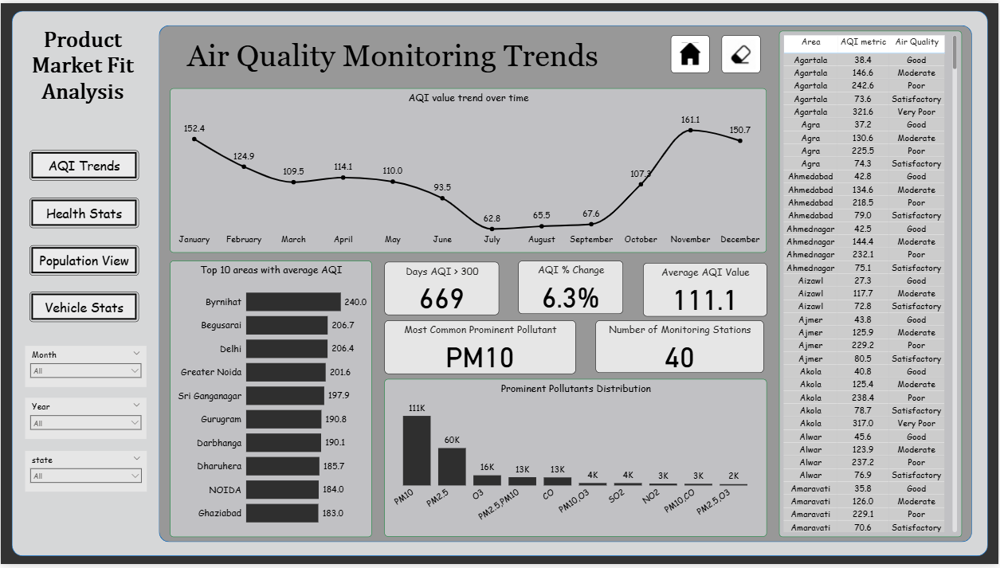 Product
Market Fit
Analysis
AQI Trends
Health Stats
Population View
Vehicle Stats
Month
All
Year
All
state
All
Air Quality Monitoring Trends
AQI value trend over time
152.4
124.9
109.5
114.1
110.0
93.5
62.8
65.5
67.6
107.3
161.1
150.7
January February March April May June July August September October November December
Top 10 areas with average AQI
Byrnihat 240.0
Begusarai 206.7
Delhi 206.4
Greater Noida 201.6
Sri Ganganagar 197.9
Gurugram 190.8
Darbhanga 190.1
Dharuhera 185.7
NOIDA 184.0
Ghaziabad 183.0
Days AQI > 300
669
AQI % Change
6.3%
Average AQI Value
111.1
Most Common Prominent Pollutant
PM10
Number of Monitoring Stations
40
Prominent Pollutants Distribution
111K 60K 16K 13K 13K 4K 4K 3K 3K 2K
PM10 PM2.5 O3 PM2.5,PM10 CO PM10,O3 SO2 NO2 PM10,CO PM2.5,O3
Area AQI metric Air Quality
Agartala 38.4 Good
Agartala 146.6 Moderate
Agartala 242.6 Poor
Agartala 73.6 Satisfactory
Agartala 321.6 Very Poor
Agra 37.2 Good
Agra 130.6 Moderate
Agra 225.5 Poor
Agra 74.3 Satisfactory
Ahmedabad 42.8 Good
Ahmedabad 134.6 Moderate
Ahmedabad 218.5 Poor
Ahmedabad 79.0 Satisfactory
Ahmednagar 42.5 Good
Ahmednagar 144.4 Moderate
Ahmednagar 232.1 Poor
Ahmednagar 75.1 Satisfactory
Aizawl 27.3 Good
Aizawl 117.7 Moderate
Aizawl 72.8 Satisfactory
Ajmer 43.8 Good
Ajmer 125.9 Moderate
Ajmer 229.2 Poor
Ajmer 80.5 Satisfactory
Akola 40.8 Good
Akola 125.4 Moderate
Akola 238.4 Poor
Akola 78.7 Satisfactory
Akola 317.0 Very Poor
Alwar 45.6 Good
Alwar 123.9 Moderate
Alwar 237.2 Poor
Alwar 76.9 Satisfactory
Amaravati 35.8 Good
Amaravati 126.0 Moderate
Amaravati 229.1 Poor
Amaravati 70.6 Satisfactory